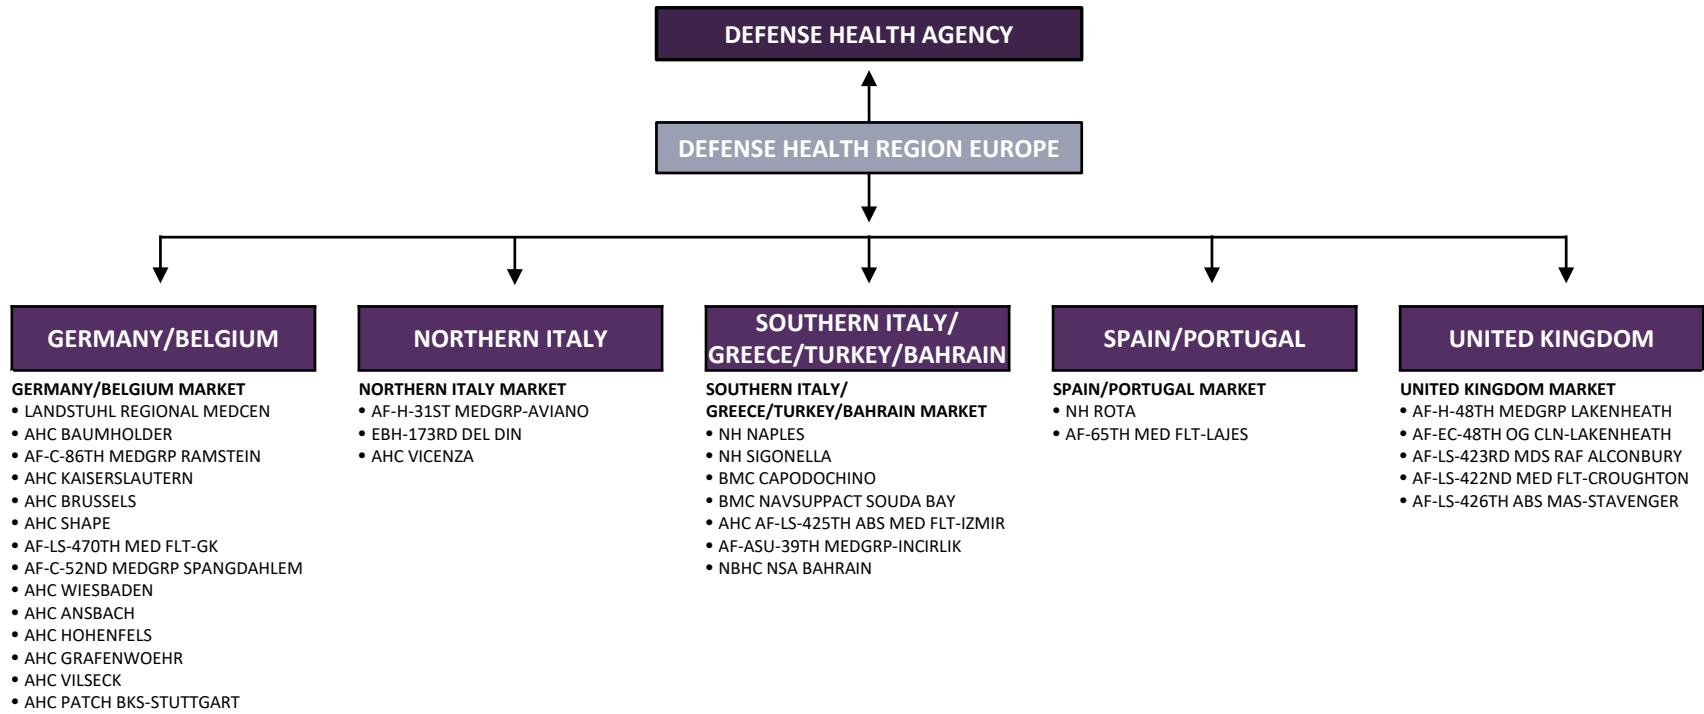 DEFENSE HEALTH AGENCY
DEFENSE HEALTH REGION EUROPE
GERMANY/BELGIUM
GERMANY/BELGIUM MARKET
• LANDSTUHL REGIONAL MEDCEN
• AHC BAUMHOLDER
• AF-C-86TH MEDGRP RAMSTEIN
• AHC KAISERSLAUTERN
• AHC BRUSSELS
• AHC SHAPE
• AF-LS-470TH MED FLT-GK
• AF-C-52ND MEDGRP SPANGDAHLEM
• AHC WIESBADEN
• AHC ANSBACH
• AHC HOHENFELS
• AHC GRAFENWOEHR
• AHC VILSECK
• AHC PATCH BKS-STUTTGART
NORTHERN ITALY
NORTHERN ITALY MARKET
• AF-H-31ST MEDGRP-AVIANO
• EBH-173RD DEL DIN
• AHC VICENZA
SOUTHERN ITALY/
GREECE/TURKEY/BAHRAIN
SOUTHERN ITALY/
GREECE/TURKEY/BAHRAIN MARKET
• NH NAPLES
• NH SIGONELLA
• BMC CAPODOCHINO
• BMC NAVSUPPACT SOUDA BAY
• AHC AF-LS-425TH ABS MED FLT-IZMIR
• AF-ASU-39TH MEDGRP-INCIRLIK
• NBHC NSA BAHRAIN
SPAIN/PORTUGAL
SPAIN/PORTUGAL MARKET
• NH ROTA
• AF-65TH MED FLT-LAJES
UNITED KINGDOM
UNITED KINGDOM MARKET
• AF-H-48TH MEDGRP LAKENHEATH
• AF-EC-48TH OG CLN-LAKENHEATH
• AF-LS-423RD MDS RAF ALCONBURY
• AF-LS-422ND MED FLT-CROUGHTON
• AF-LS-426TH ABS MAS-STAVENGER